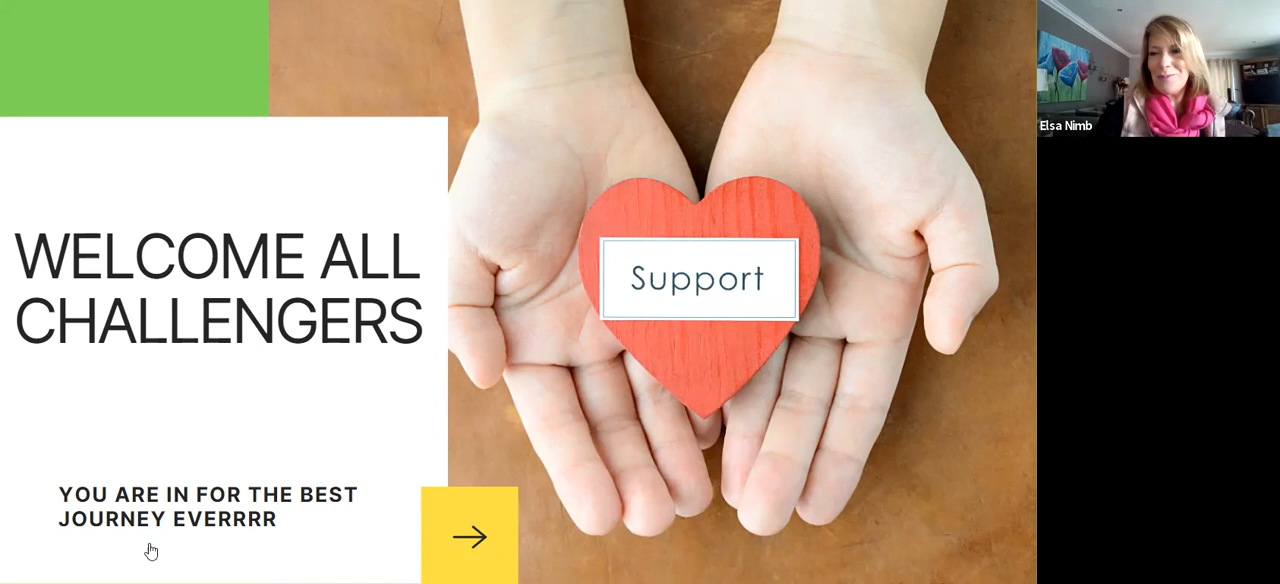 WELCOME ALL
CHALLENGERS
YOU ARE IN FOR THE BEST
JOURNEY EVERRRR
Support
Elsa Nimb